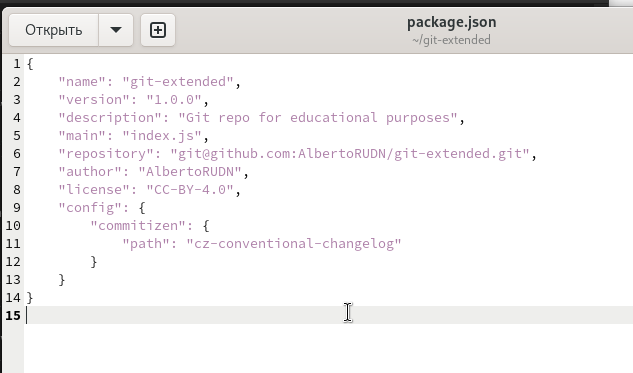 Открыть
package.json
~/git-extended
1 {
2     "name": "git-extended",
3     "version": "1.0.0",
4     "description": "Git repo for educational purposes",
5     "main": "index.js",
6     "repository": "git@github.com:AlbertoRUDN/git-extended.git",
7     "author": "AlbertoRUDN",
8     "license": "CC-BY-4.0",
9     "config": {
10         "commitizen": {
11             "path": "cz-conventional-changelog"
12         }
13     }
14 }
15